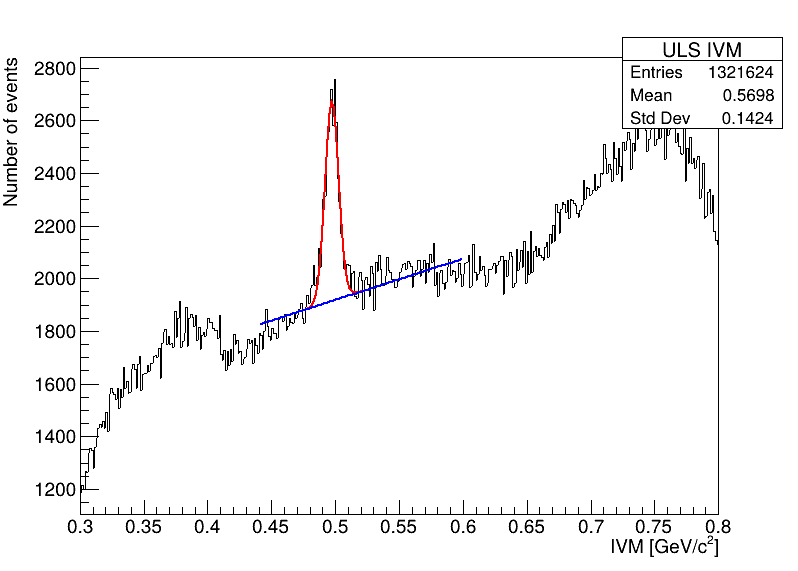 ULS IVM
Entries 1321624
Mean 0.5698
Std Dev 0.1424
Number of events
2800
2600
2400
2200
2000
1800
1600
1400
1200
0.3 0.35 0.4 0.45 0.5 0.55 0.6 0.65 0.7 0.75 0.8
IVM [GeV/c²]